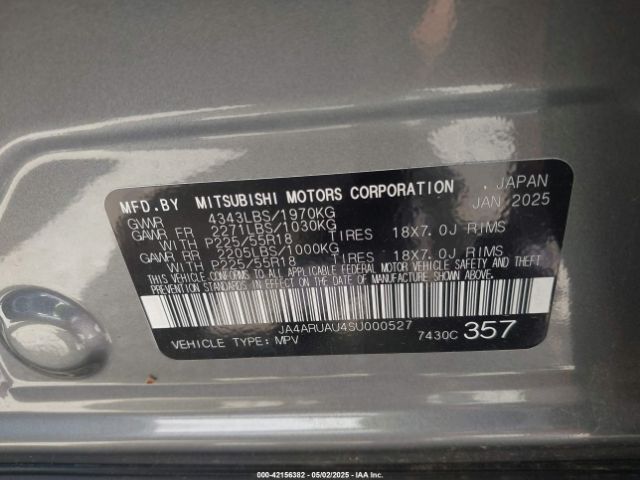 MFD.BY MITSUBISHI MOTORS CORPORATION . JAPAN
GVWR 4343LBS/1970KG JAN 2025
GAWR FR 2271LBS/1030KG
WITH P225/55R18 TIRES 18X7.0J RIMS
GAWR RR 2205LBS/1000KG
WITH P225/55R18 TIRES 18X7.0J RIMS
THIS VEHICLE CONFORMS TO ALL APPLICABLE FEDERAL MOTOR VEHICLE SAFETY AND THEFT
PREVENTION STANDARDS IN EFFECT ON THE DATE OF MANUFACTURE SHOWN ABOVE.
JA4ARUAU4SU000527
VEHICLE TYPE: MPV 7430C 357
000-42156382 - 05/02/2025 - IAA Inc.